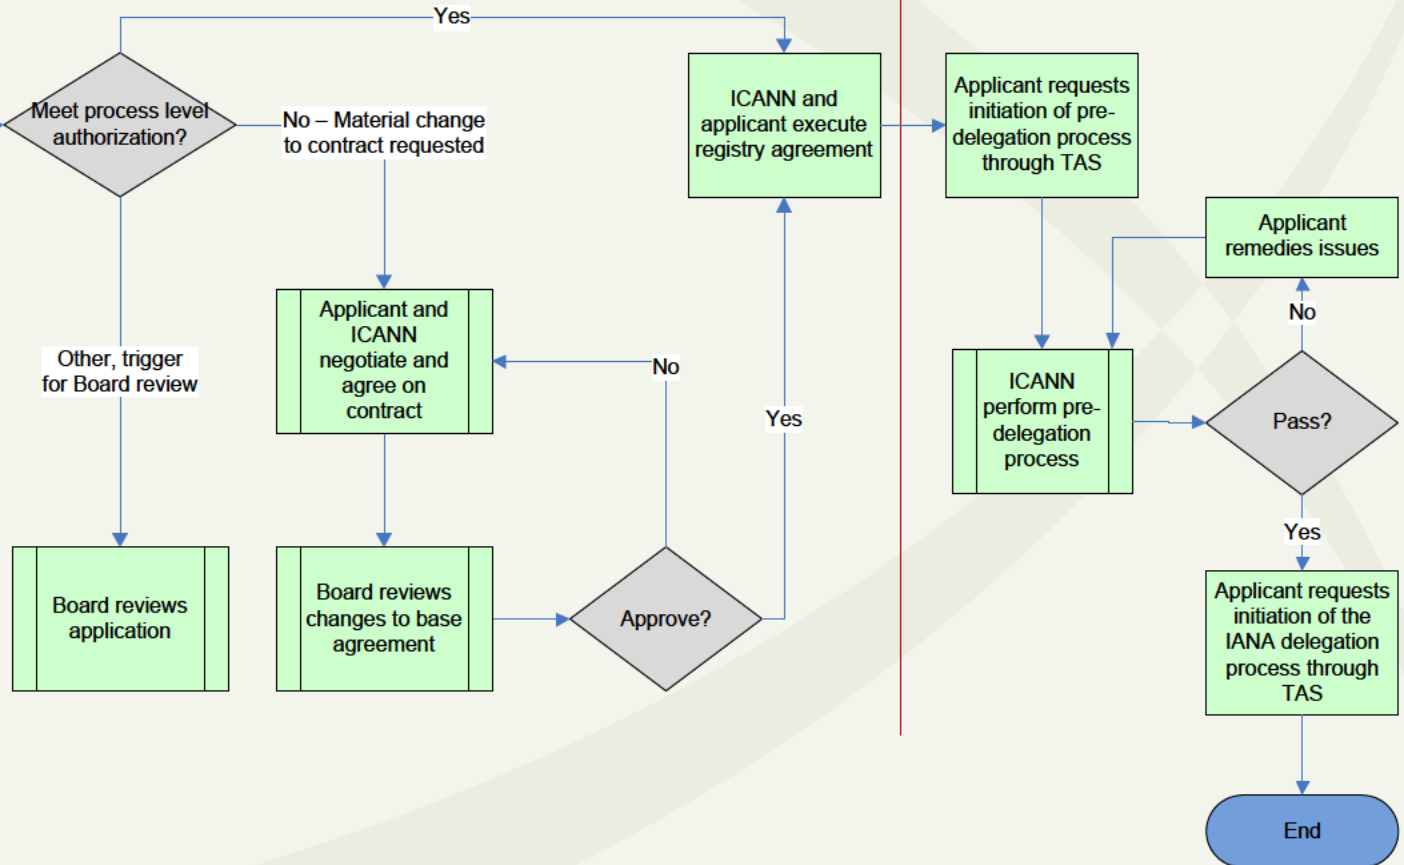 Yes
Meet process level
authorization?
No – Material change
to contract requested
ICANN and
applicant execute
registry agreement
Applicant requests
initiation of pre-
delegation process
through TAS
Applicant
remedies issues
No
Other, trigger
for Board review
Applicant and
ICANN
negotiate and
agree on
contract
No
Yes
ICANN
perform pre-
delegation
process
Pass?
Yes
Board reviews
application
Board reviews
changes to base
agreement
Approve?
Applicant requests
initiation of the
IANA delegation
process through
TAS
End